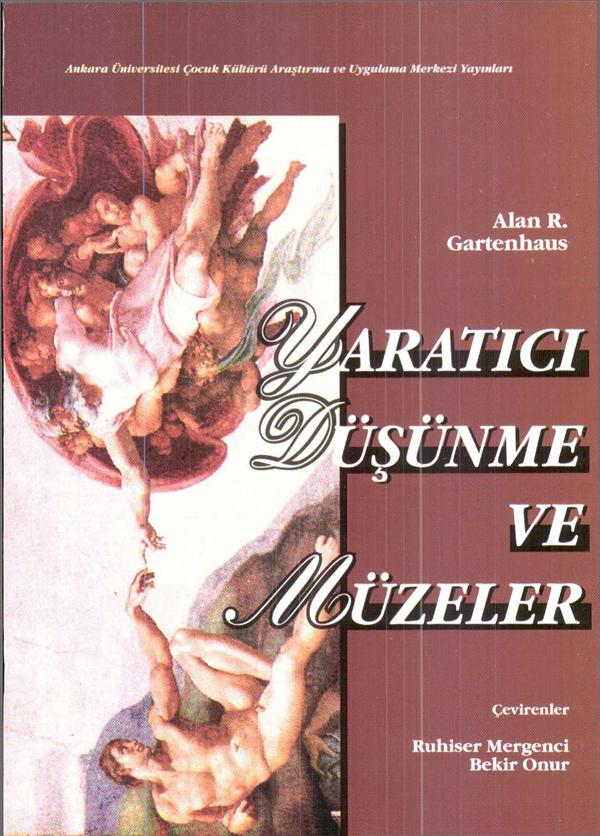 Ankara Üniversitesi Çocuk Kültürü Araştırma ve Uygulama Merkezi Yayınları
Alan R.
Gartenhaus
YARATICI
DÜŞÜNME
VE
MÜZELER
Çevirenler
Ruhiser Mergenci
Bekir Onur